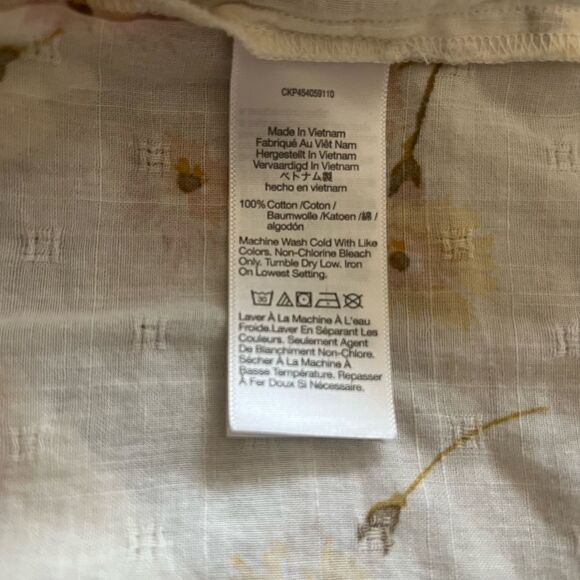 CKP454059110
Made In Vietnam
Fabriqué Au Việt Nam
Hergestellt In Vietnam
Vervaardigd In Vietnam
ベトナム製
hecho en vietnam
100% Cotton /Coton /
Baumwolle /Katoen /綿 /
algodón
Machine Wash Cold With Like
Colors. Non-Chlorine Bleach
Only. Tumble Dry Low. Iron
On Lowest Setting.
30
Laver À La Machine À L'eau
Froide.Laver En Séparant Les
Couleurs. Seulement Agent
De Blanchiment Non-Chlore.
Sécher À La Machine À
Basse Température. Repasser
À Fer Doux Si Nécessaire.